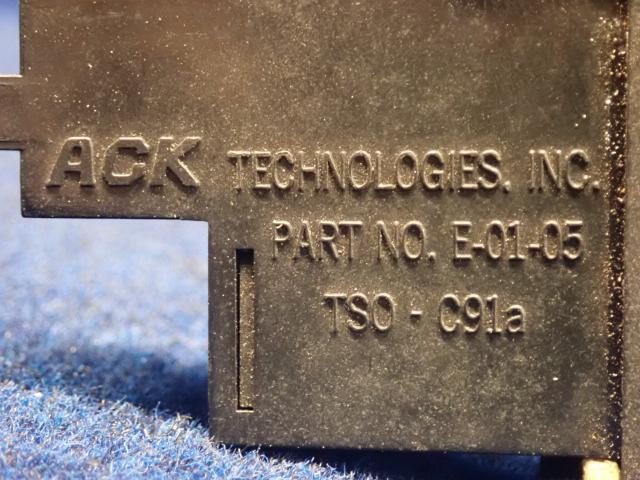 ACK TECHNOLOGIES, INC.
PART NO. E-01-05
TSO - C91a